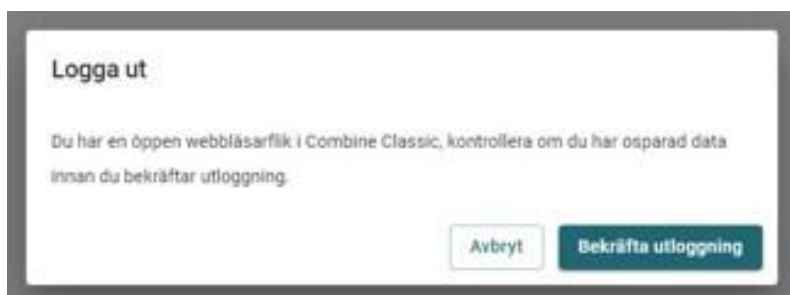 Logga ut
Du har en öppen webbläsarflik i Combine Classic, kontrollera om du har osparad data
innan du bekräftar utloggning.
Avbryt
Bekräfta utloggning